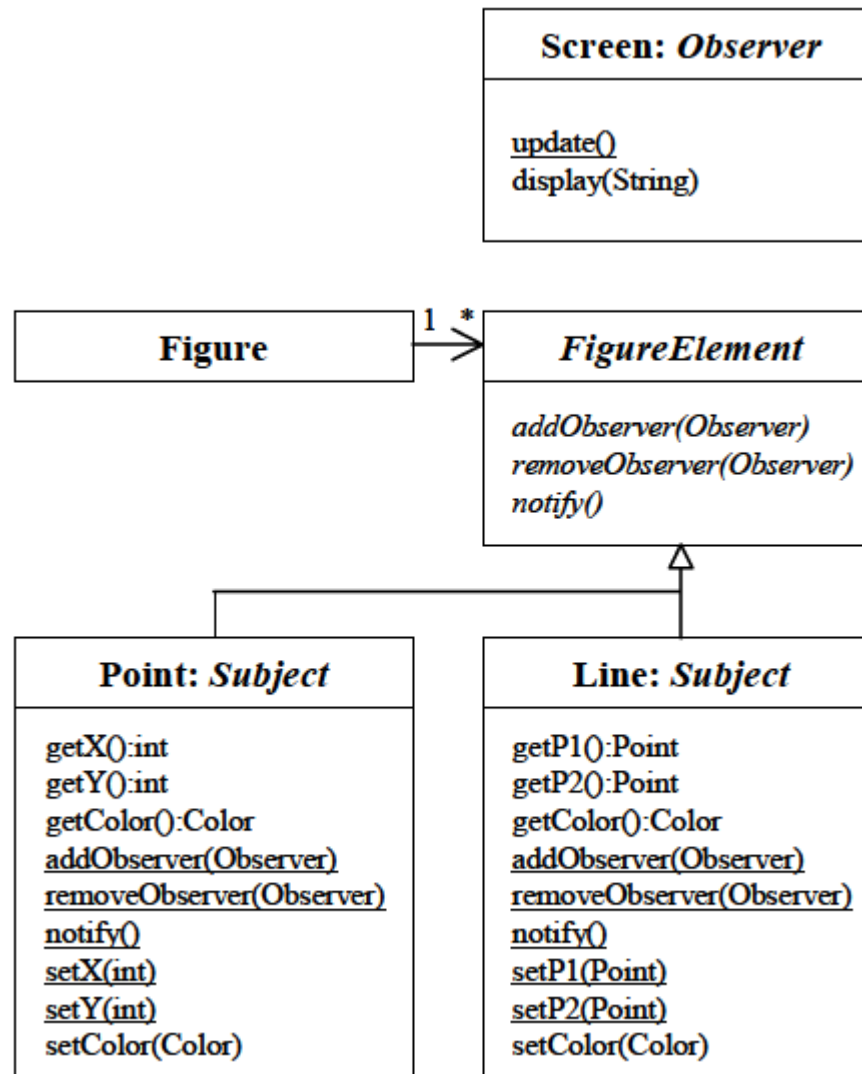 Screen: Observer
update()
display(String)
Figure
1 *
FigureElement
addObserver(Observer)
removeObserver(Observer)
notify()
Point: Subject
getX():int
getY():int
getColor():Color
addObserver(Observer)
removeObserver(Observer)
notify()
setX(int)
setY(int)
setColor(Color)
Line: Subject
getP1():Point
getP2():Point
getColor():Color
addObserver(Observer)
removeObserver(Observer)
notify()
setP1(Point)
setP2(Point)
setColor(Color)